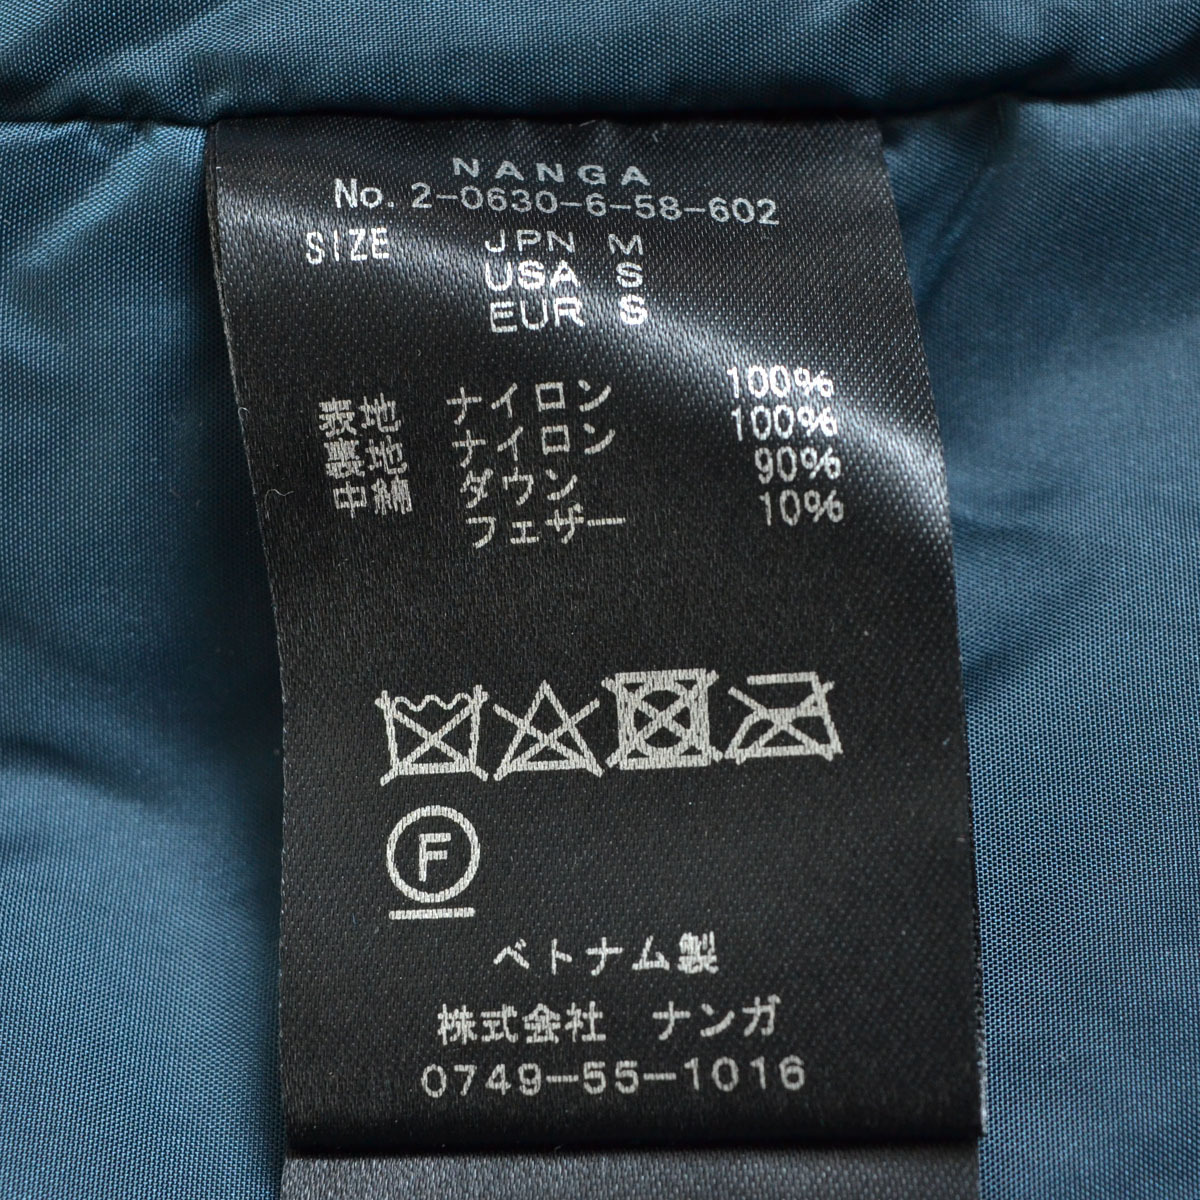 NANGA
No. 2-0630-6-58-602
SIZE JPN M
USA S
EUR S
表地 ナイロン 100%
裏地 ナイロン 100%
中綿 ダウン 90%
フェザー 10%
F
ベトナム製
株式会社 ナンガ
0749-55-1016